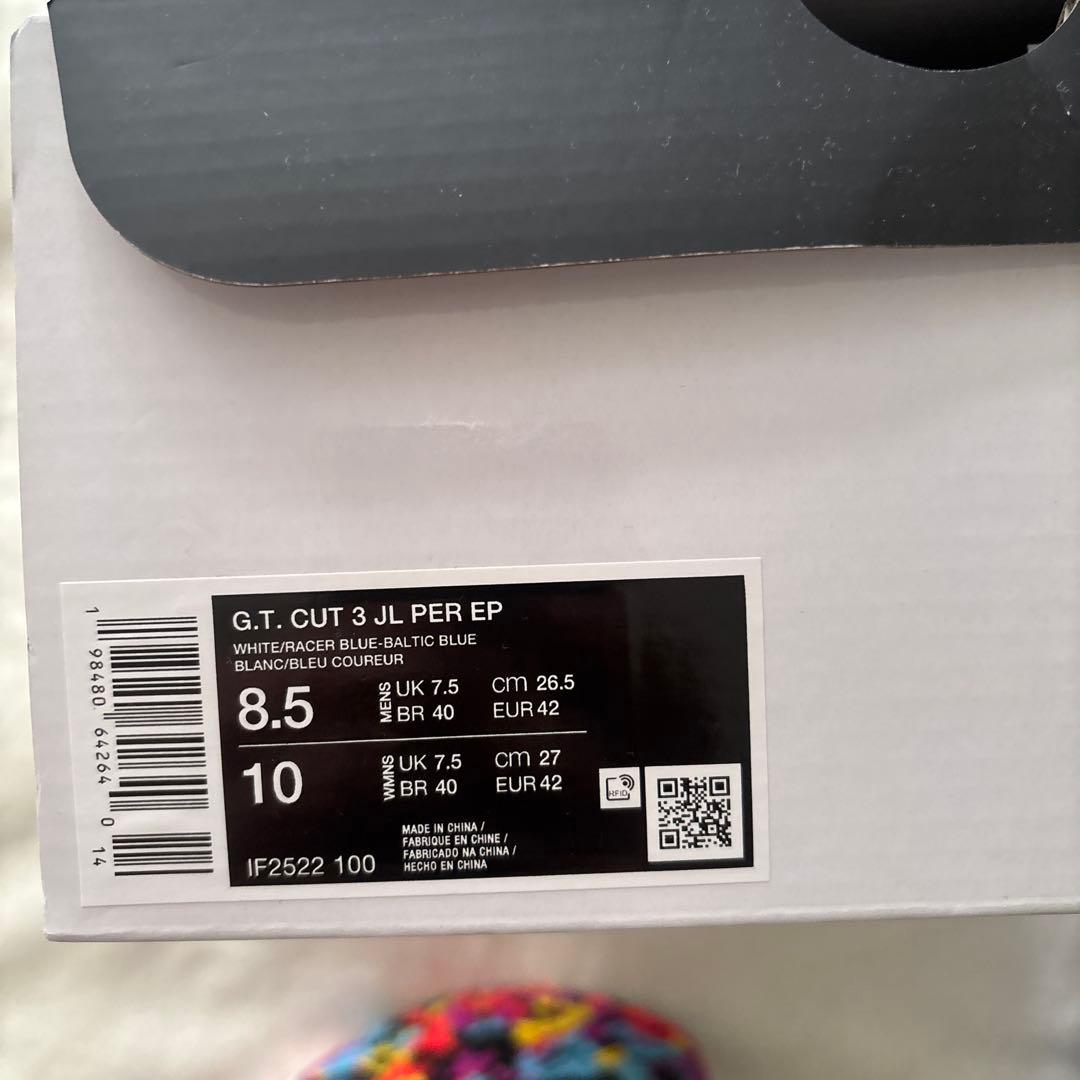 G.T. CUT 3 JL PER EP
WHITE/RACER BLUE-BALTIC BLUE
BLANC/BLEU COUREUR
8.5
MENS
UK 7.5 cm 26.5
BR 40 EUR 42
10
WMNS
UK 7.5 cm 27
BR 40 EUR 42
RFID
MADE IN CHINA /
FABRIQUE EN CHINE /
FABRICADO NA CHINA /
HECHO EN CHINA
IF2522 100
1 98480 64264 0 14